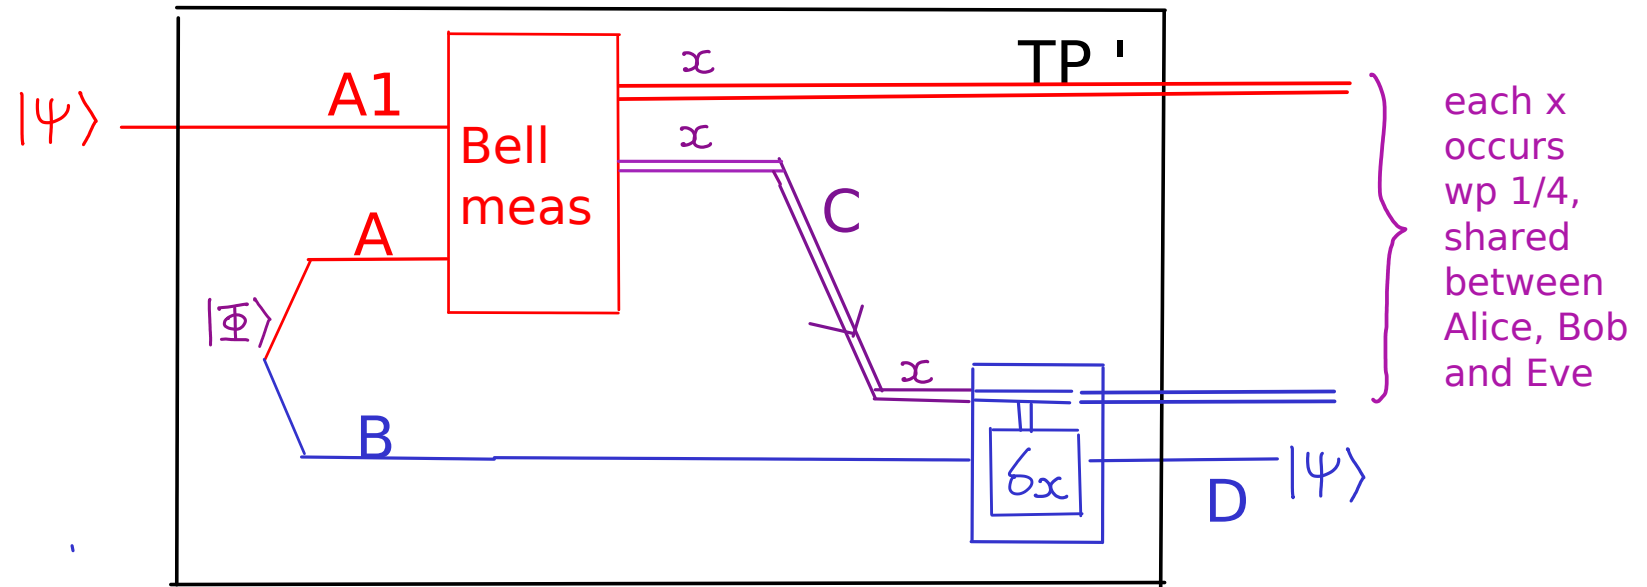 x
TP '
|Ψ⟩
A1
Bell
meas
x
A
C
|Φ⟩
x
B
σx
D
|Ψ⟩
each x
occurs
wp 1/4,
shared
between
Alice, Bob
and Eve